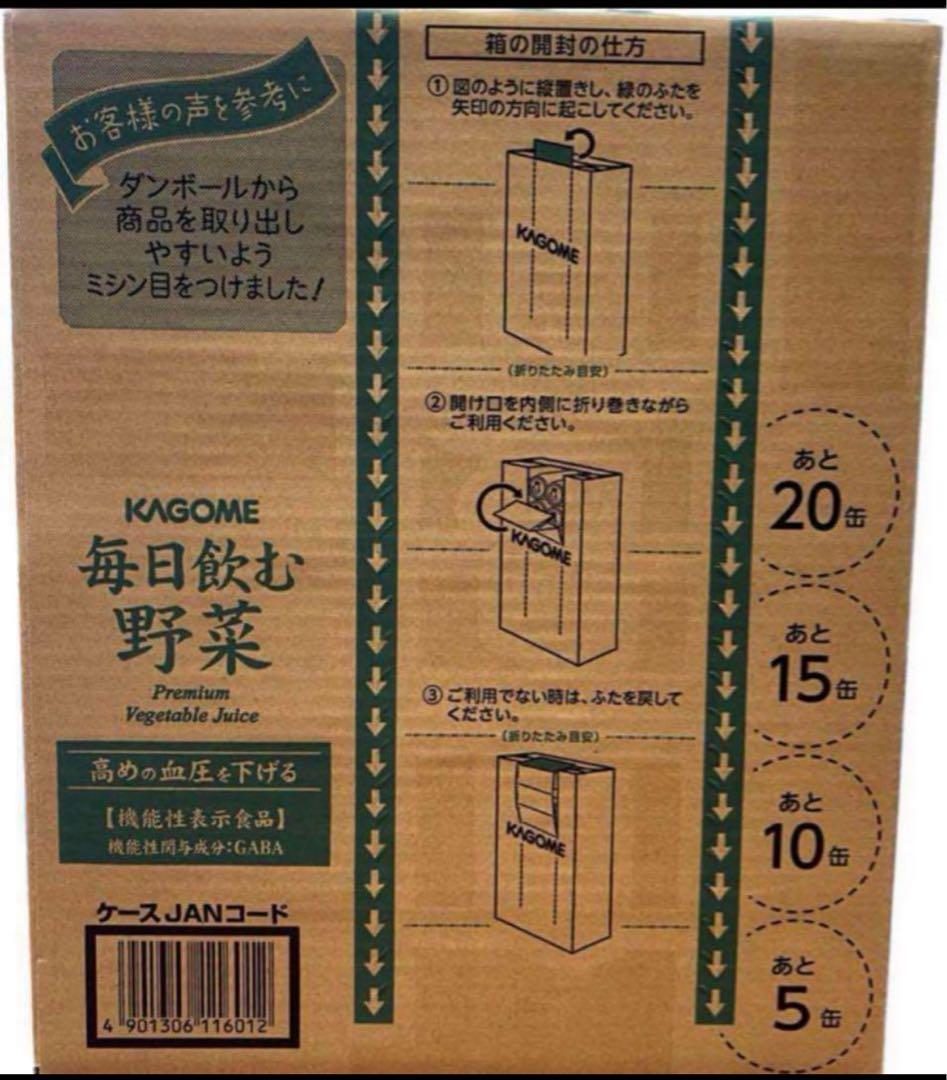 お客様の声を参考に
ダンボールから
商品を取り出し
やすいよう
ミシン目をつけました!
KAGOME
毎日飲む
野菜
Premium
Vegetable Juice
高めの血圧を下げる
【機能性表示食品】
機能性関与成分:GABA
ケースJANコード
4 901306 116012
箱の開封の仕方
① 図のように縦置きし、緑のふたを
矢印の方向に起こしてください。
KAGOME
(折りたたみ目安)
② 開け口を内側に折り巻きながら
ご利用ください。
KAGOME
③ ご利用でない時は、ふたを戻して
ください。
(折りたたみ目安)
KAGOME
あと
20缶
あと
15缶
あと
10缶
あと
5缶